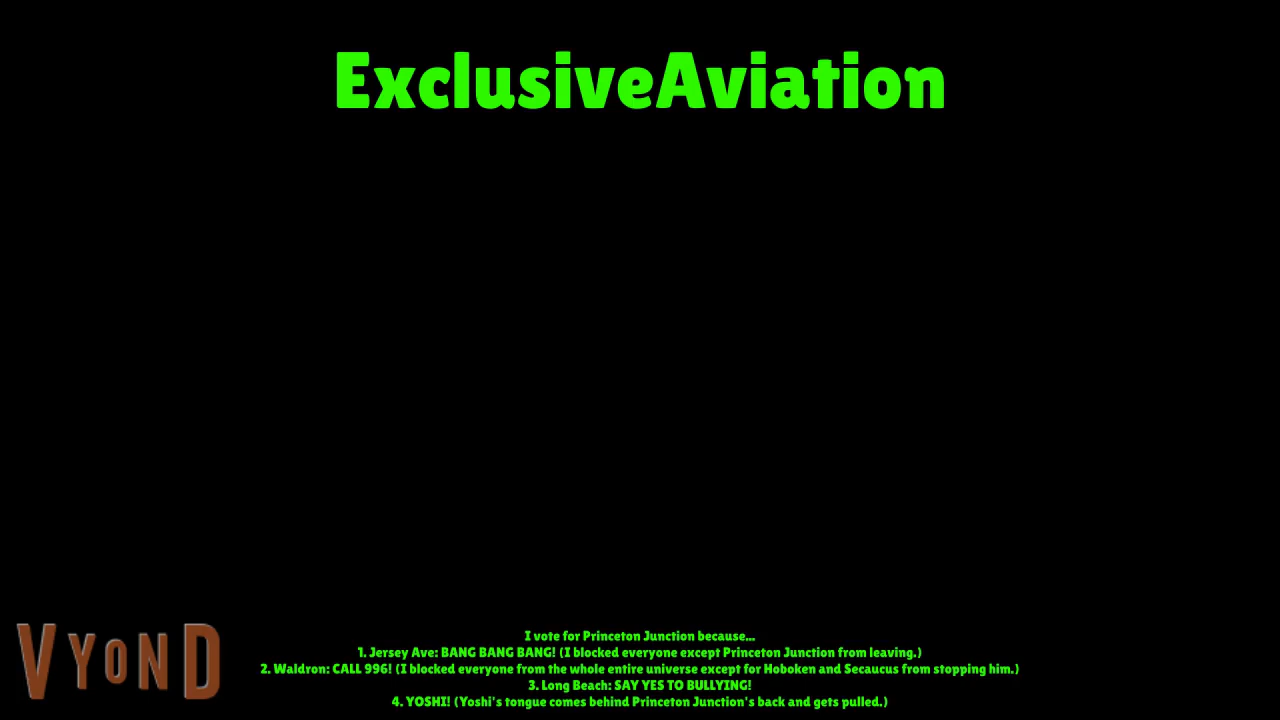 ExclusiveAviation
I vote for Princeton Junction because...
1. Jersey Ave: BANG BANG BANG! (I blocked everyone except Princeton Junction from leaving.)
2. Waldron: CALL 996! (I blocked everyone from the whole entire universe except for Hoboken and Secaucus from stopping him.)
3. Long Beach: SAY YES TO BULLYING!
4. YOSHI! (Yoshi's tongue comes behind Princeton Junction's back and gets pulled.)
VYOND